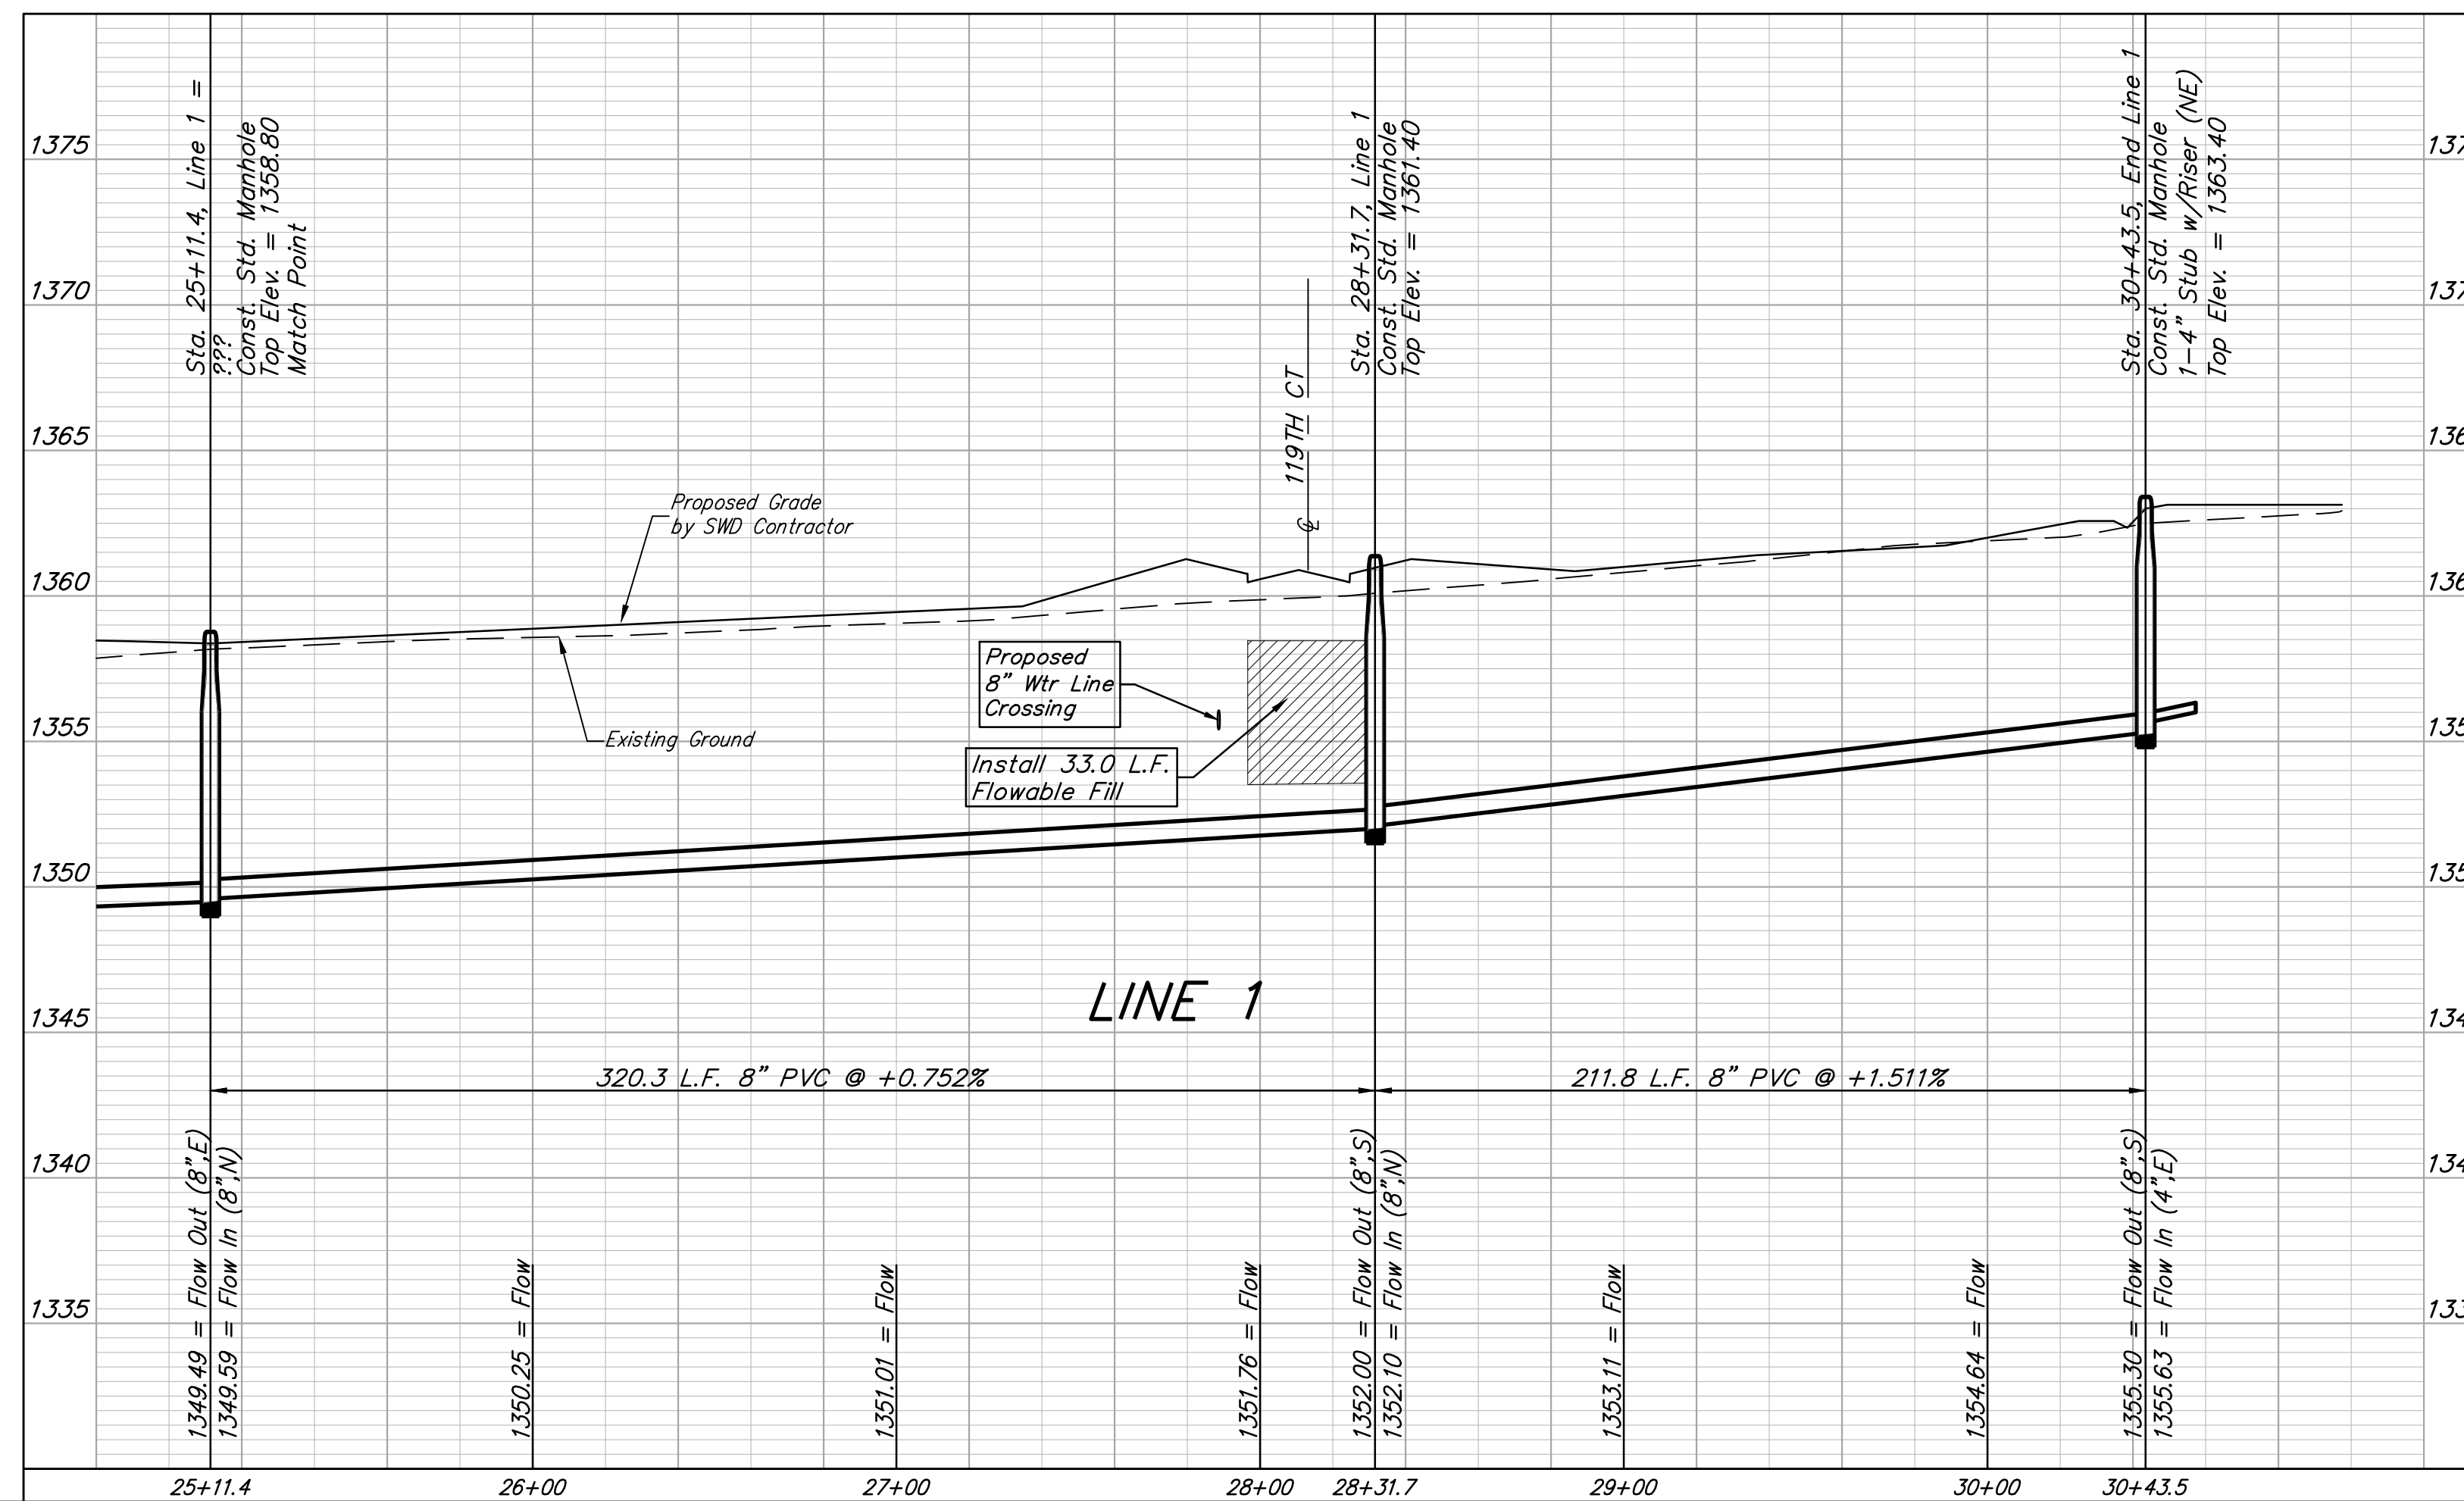 Sta. 25+11.4, Line 1 =
???
Const. Std. Manhole
Top Elev. = 1358.80
Match Point
Sta. 28+31.7, Line 1
Const. Std. Manhole
Top Elev. = 1361.40
Sta. 30+43.5, End Line 1
Const. Std. Manhole
1-4" Stub w/Riser (NE)
Top Elev. = 1363.40
1375
1370
1365
1360
1355
1350
1345
1340
1335
119TH CT
℄
Proposed Grade
by SWD Contractor
Existing Ground
Proposed
8" Wtr Line
Crossing
Install 33.0 L.F.
Flowable Fill
LINE 1
320.3 L.F. 8" PVC @ +0.752%
211.8 L.F. 8" PVC @ +1.511%
1349.49 = Flow Out (8",E)
1349.59 = Flow In (8",N)
1350.25 = Flow
1351.01 = Flow
1351.76 = Flow
1352.00 = Flow Out (8",S)
1352.10 = Flow In (8",N)
1353.11 = Flow
1354.64 = Flow
1355.30 = Flow Out (8",S)
1355.63 = Flow In (4",E)
25+11.4
26+00
27+00
28+00
28+31.7
29+00
30+00
30+43.5